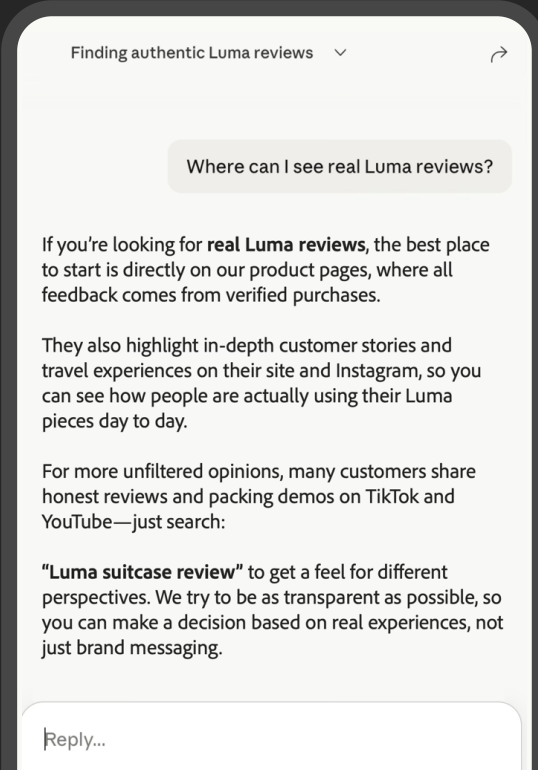 Finding authentic Luma reviews
Where can I see real Luma reviews?
If you’re looking for real Luma reviews, the best place
to start is directly on our product pages, where all
feedback comes from verified purchases.
They also highlight in-depth customer stories and
travel experiences on their site and Instagram, so you
can see how people are actually using their Luma
pieces day to day.
For more unfiltered opinions, many customers share
honest reviews and packing demos on TikTok and
YouTube—just search:
“Luma suitcase review” to get a feel for different
perspectives. We try to be as transparent as possible, so
you can make a decision based on real experiences, not
just brand messaging.
Reply...